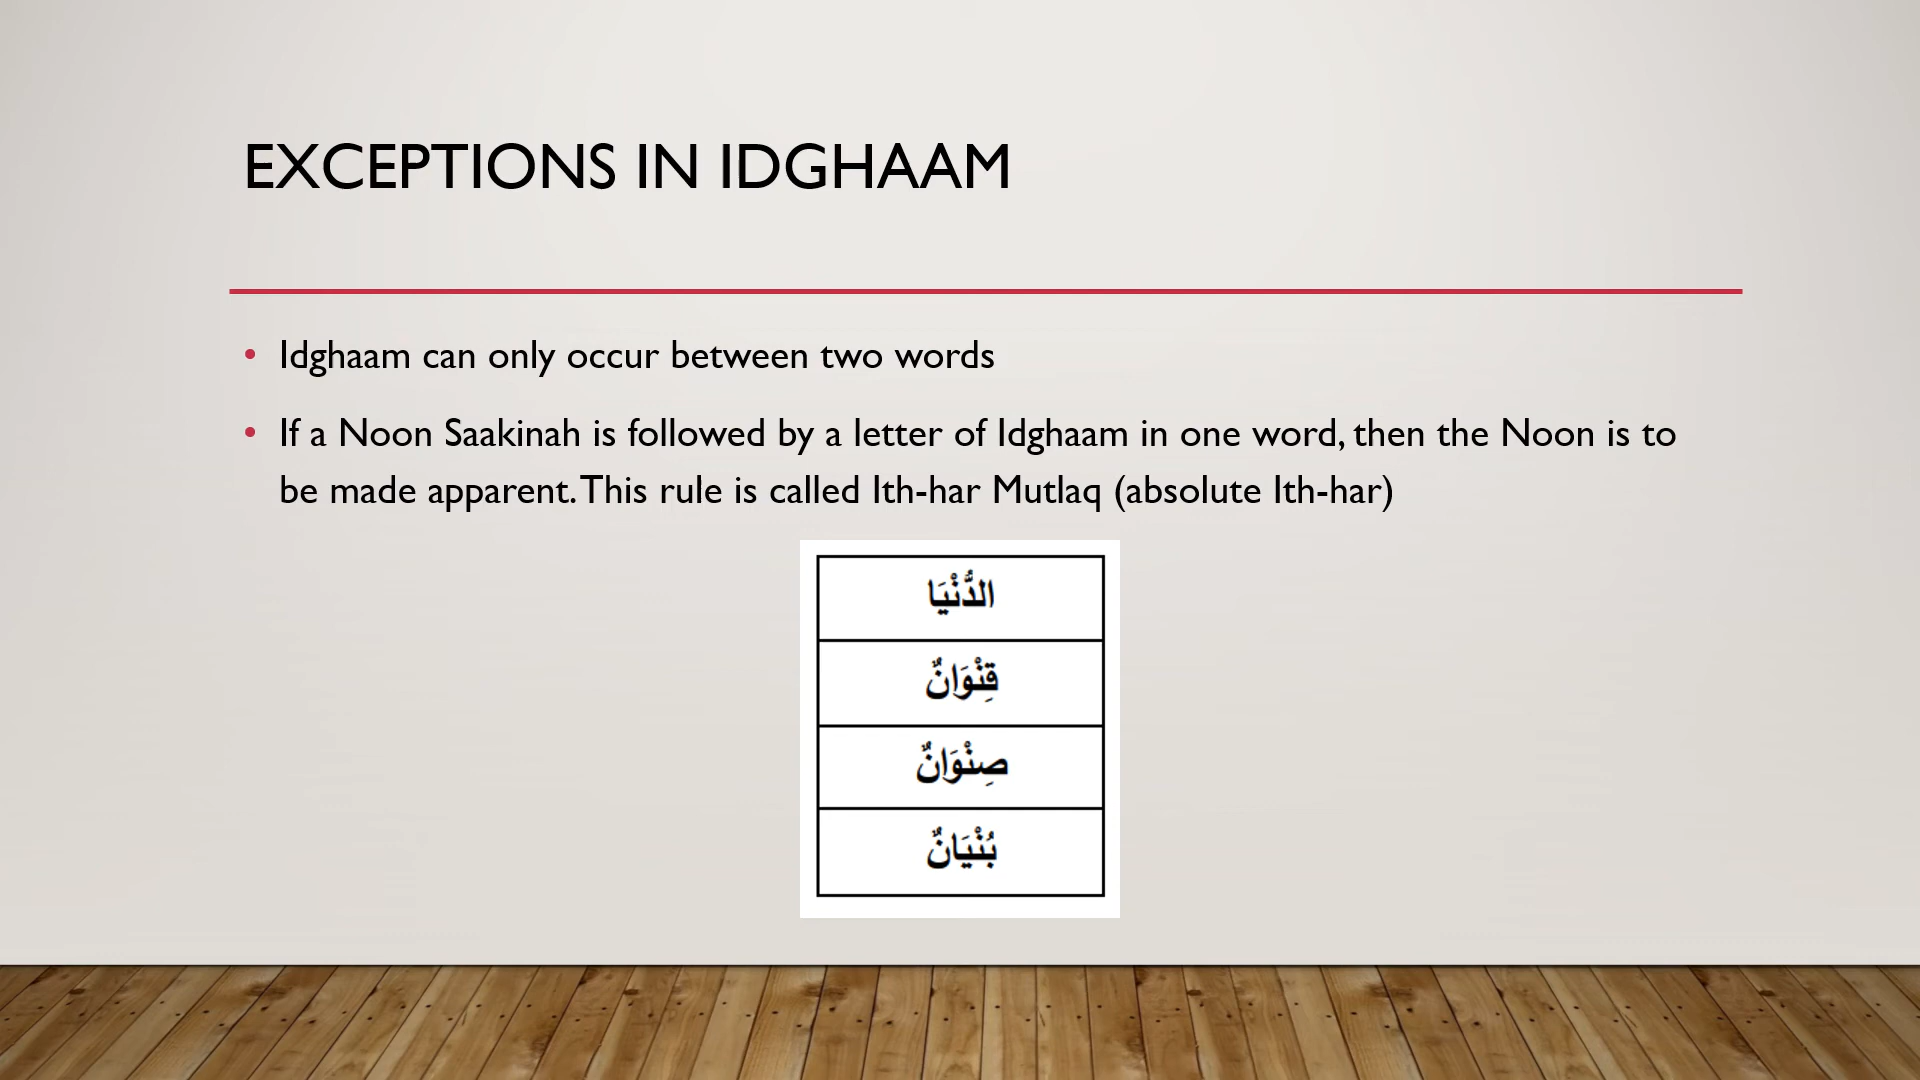 EXCEPTIONS IN IDGHAAM
• Idghaam can only occur between two words
• If a Noon Saakinah is followed by a letter of Idghaam in one word, then the Noon is to
be made apparent. This rule is called Ith-har Mutlaq (absolute Ith-har)
الدُّنْيَا
قِنْوَانٌ
صِنْوَانٌ
بُنْيَانٌ